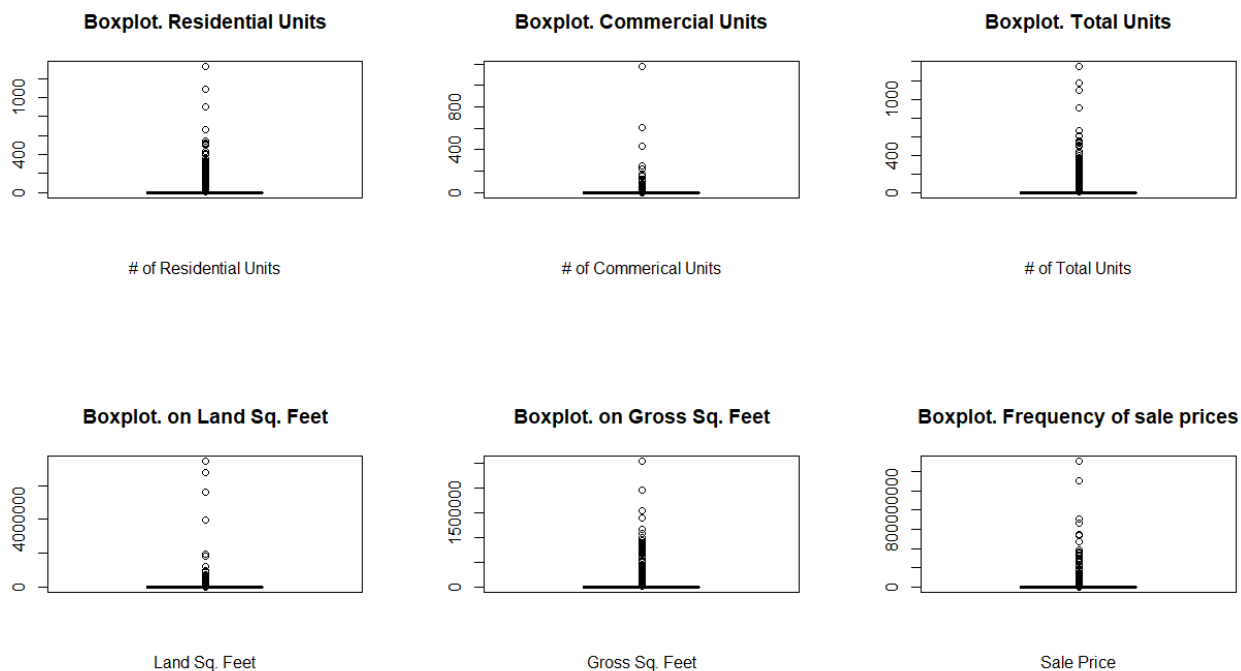 Boxplot. Residential Units
0
400
1000
# of Residential Units
Boxplot. Commercial Units
0
400
800
# of Commerical Units
Boxplot. Total Units
0
400
1000
# of Total Units
Boxplot. on Land Sq. Feet
0
4000000
Land Sq. Feet
Boxplot. on Gross Sq. Feet
0
1500000
Gross Sq. Feet
Boxplot. Frequency of sale prices
0
800000000
Sale Price